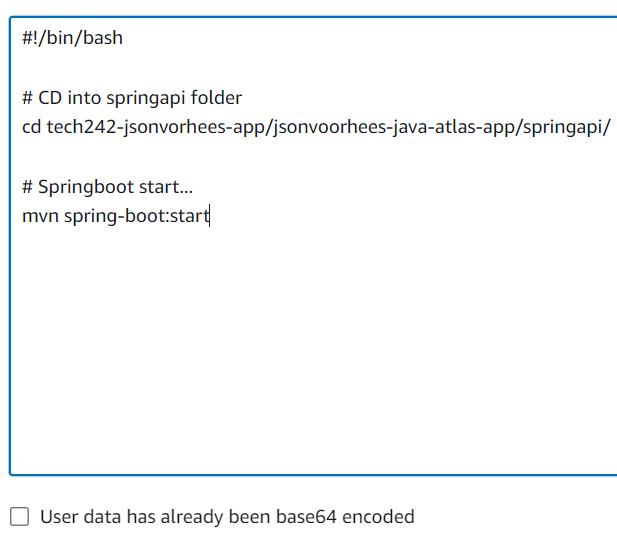 #!/bin/bash
# CD into springapi folder
cd tech242-jsonvorhees-app/jsonvoorhees-java-atlas-app/springapi/
# Springboot start...
mvn spring-boot:start
User data has already been base64 encoded